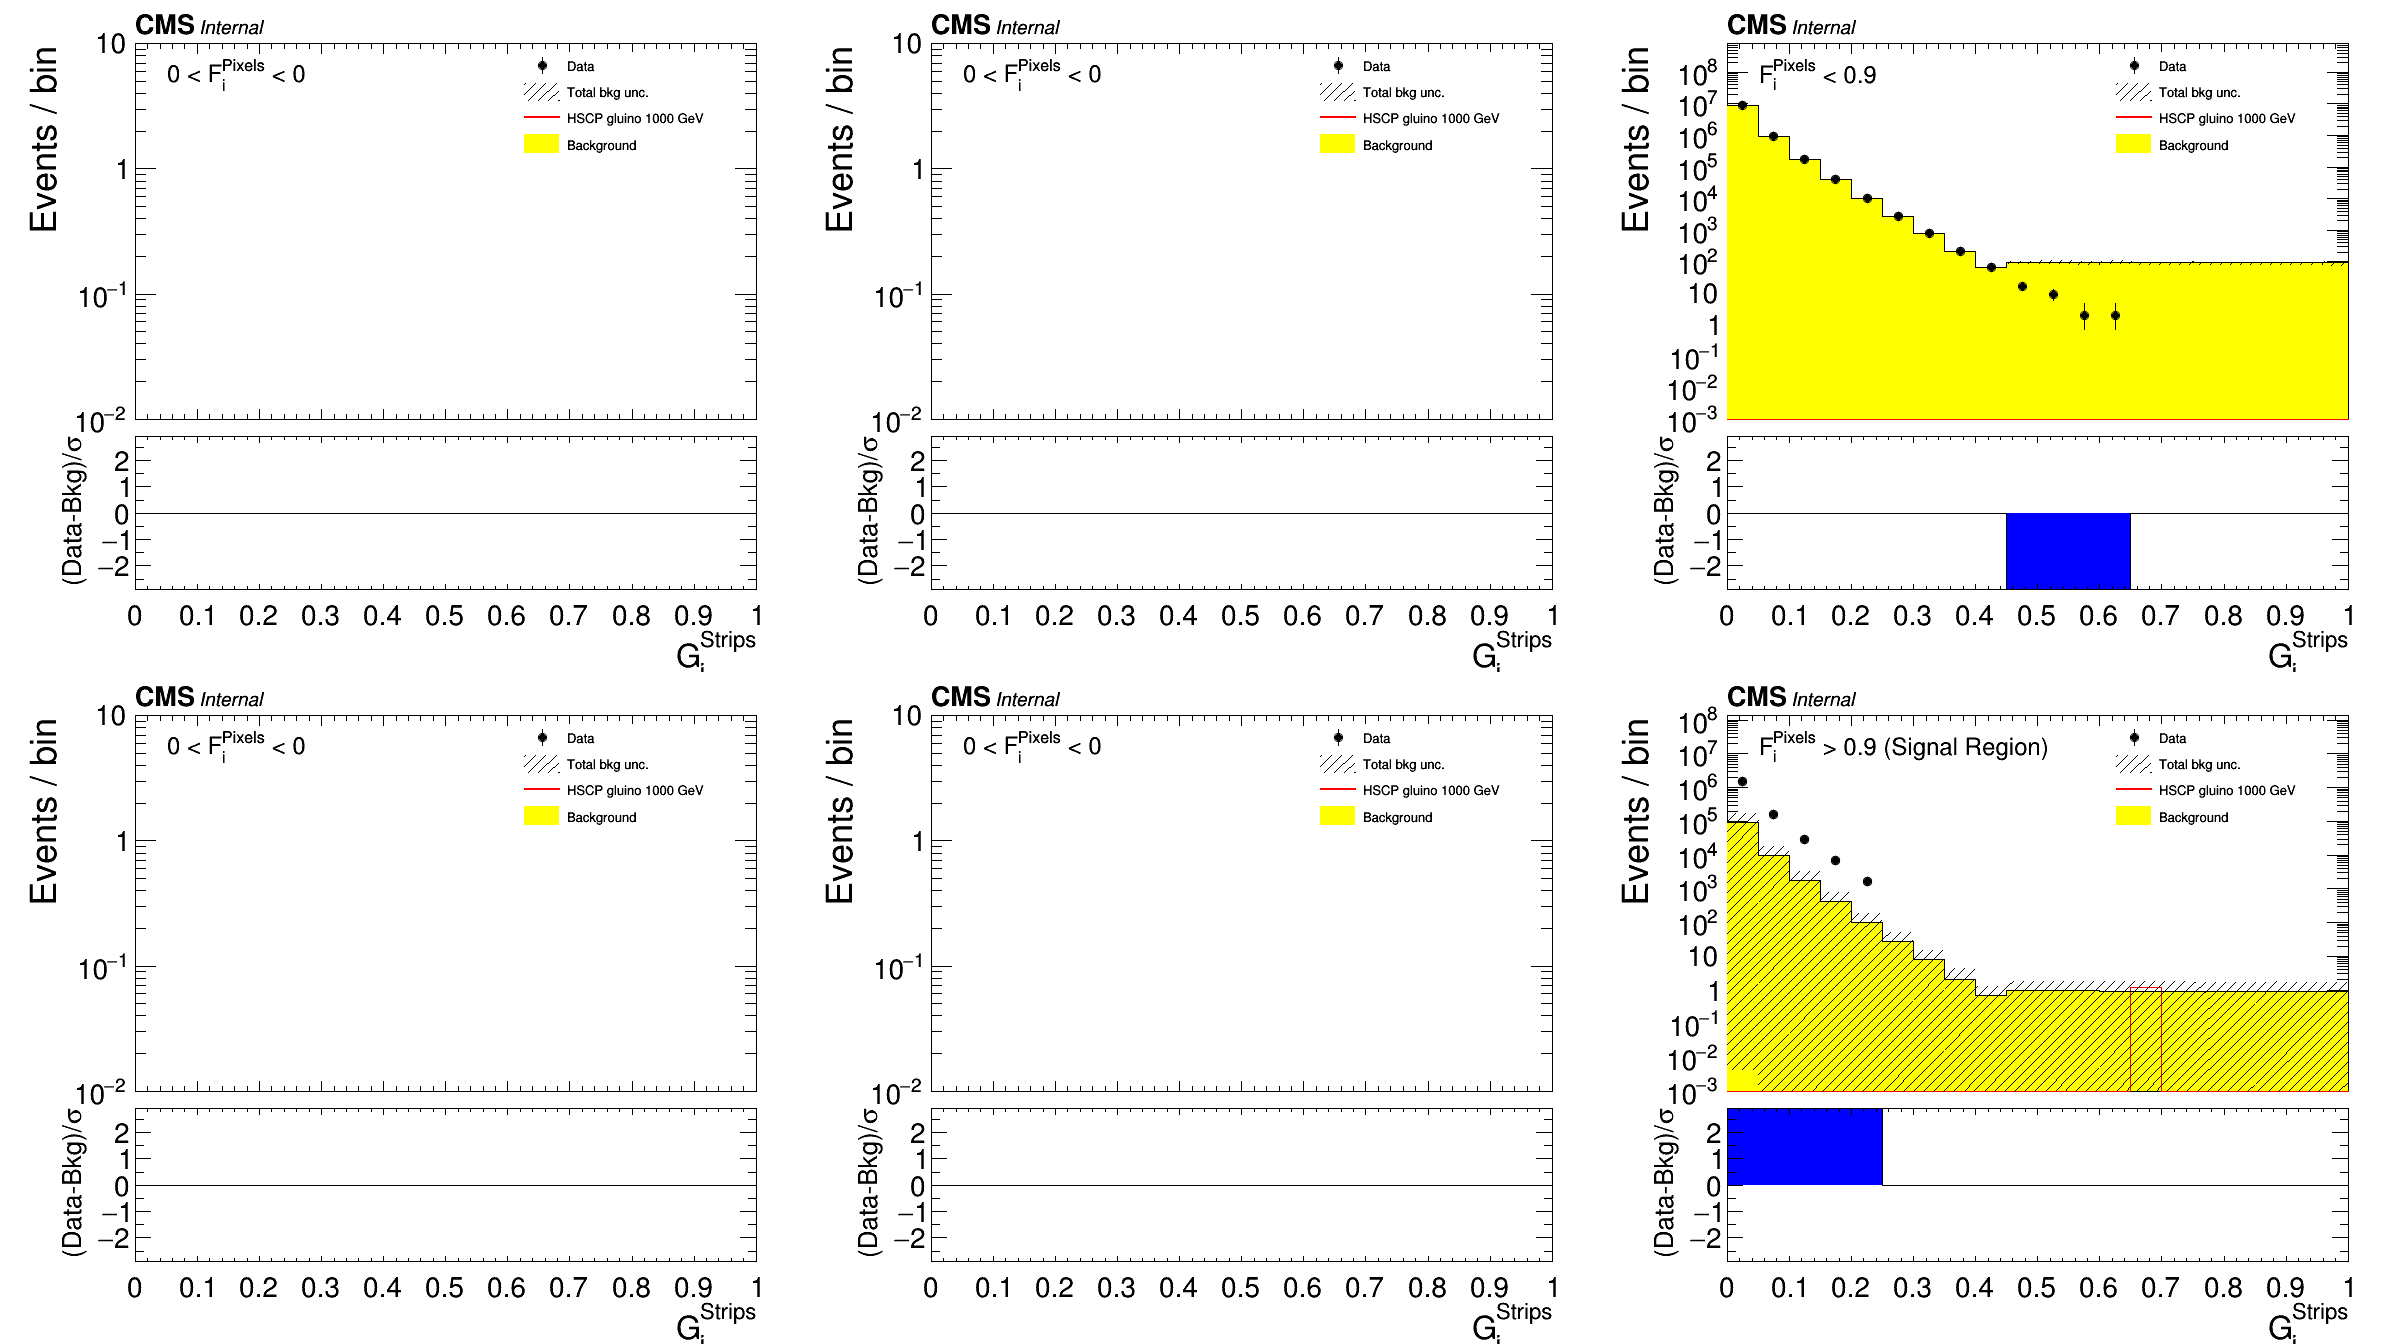 CMS Internal
Events / bin
0 < F_i^Pixels < 0
Data
Total bkg unc.
HSCP gluino 1000 GeV
Background
10
1
10^−1
10^−2
(Data-Bkg)/σ
2
1
0
−1
−2
0 0.1 0.2 0.3 0.4 0.5 0.6 0.7 0.8 0.9 1
G_i^Strips
CMS Internal
Events / bin
0 < F_i^Pixels < 0
Data
Total bkg unc.
HSCP gluino 1000 GeV
Background
10
1
10^−1
10^−2
(Data-Bkg)/σ
2
1
0
−1
−2
0 0.1 0.2 0.3 0.4 0.5 0.6 0.7 0.8 0.9 1
G_i^Strips
CMS Internal
Events / bin
F_i^Pixels < 0.9
Data
Total bkg unc.
HSCP gluino 1000 GeV
Background
10^8
10^7
10^6
10^5
10^4
10^3
10^2
10
1
10^−1
10^−2
10^−3
(Data-Bkg)/σ
2
1
0
−1
−2
0 0.1 0.2 0.3 0.4 0.5 0.6 0.7 0.8 0.9 1
G_i^Strips
CMS Internal
Events / bin
0 < F_i^Pixels < 0
Data
Total bkg unc.
HSCP gluino 1000 GeV
Background
10
1
10^−1
10^−2
(Data-Bkg)/σ
2
1
0
−1
−2
0 0.1 0.2 0.3 0.4 0.5 0.6 0.7 0.8 0.9 1
G_i^Strips
CMS Internal
Events / bin
0 < F_i^Pixels < 0
Data
Total bkg unc.
HSCP gluino 1000 GeV
Background
10
1
10^−1
10^−2
(Data-Bkg)/σ
2
1
0
−1
−2
0 0.1 0.2 0.3 0.4 0.5 0.6 0.7 0.8 0.9 1
G_i^Strips
CMS Internal
Events / bin
F_i^Pixels > 0.9 (Signal Region)
Data
Total bkg unc.
HSCP gluino 1000 GeV
Background
10^8
10^7
10^6
10^5
10^4
10^3
10^2
10
1
10^−1
10^−2
10^−3
(Data-Bkg)/σ
2
1
0
−1
−2
0 0.1 0.2 0.3 0.4 0.5 0.6 0.7 0.8 0.9 1
G_i^Strips